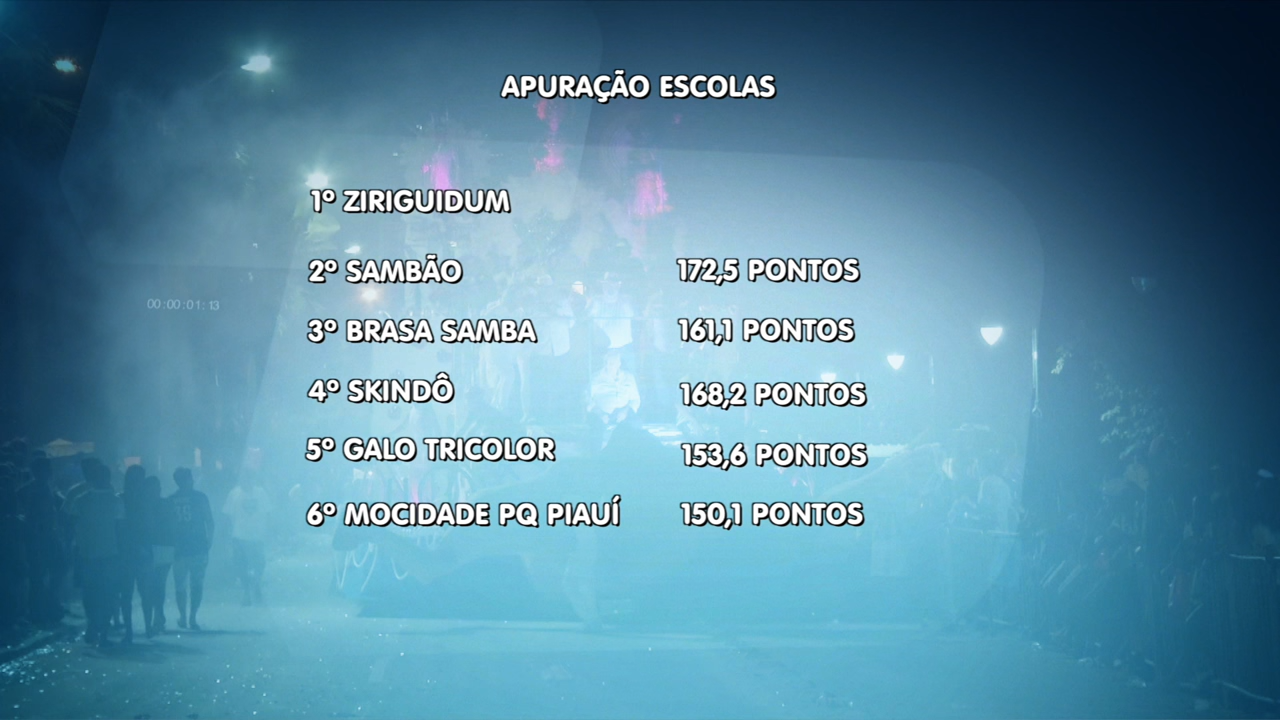 APURAÇÃO ESCOLAS
1º ZIRIGUIDUM
2º SAMBÃO 172,5 PONTOS
00:00:01:13
3º BRASA SAMBA 161,1 PONTOS
4º SKINDÔ 168,2 PONTOS
5º GALO TRICOLOR 153,6 PONTOS
6º MOCIDADE PQ PIAUÍ 150,1 PONTOS